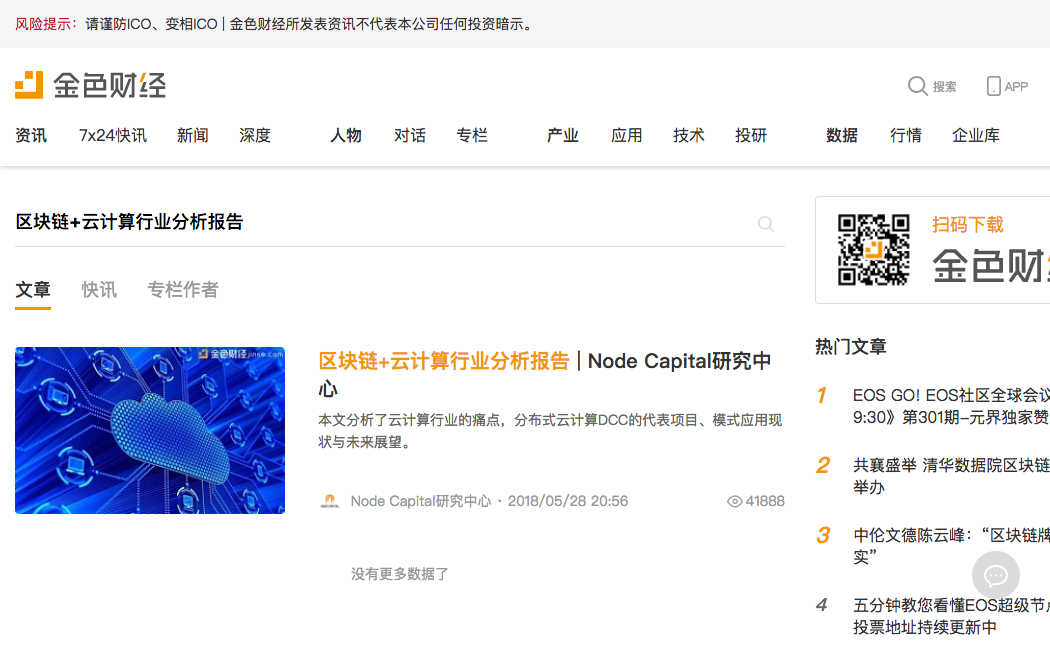 风险提示：请谨防ICO、变相ICO | 金色财经所发表资讯不代表本公司任何投资暗示。
金色财经
搜索 APP
资讯 7x24快讯 新闻 深度 人物 对话 专栏 产业 应用 技术 投研 数据 行情 企业库
区块链+云计算行业分析报告
文章 快讯 专栏作者
金色财经jinse.com
区块链+云计算行业分析报告 | Node Capital研究中
心
本文分析了云计算行业的痛点，分布式云计算DCC的代表项目、模式应用现
状与未来展望。
Node Capital研究中心 · 2018/05/28 20:56 41888
没有更多数据了
扫码下载
金色财
热门文章
1 EOS GO! EOS社区全球会议
9:30》第301期-元界独家赞
2 共襄盛举 清华数据院区块链
举办
3 中伦文德陈云峰：“区块链牌
实”
4 五分钟教您看懂EOS超级节点
投票地址持续更新中